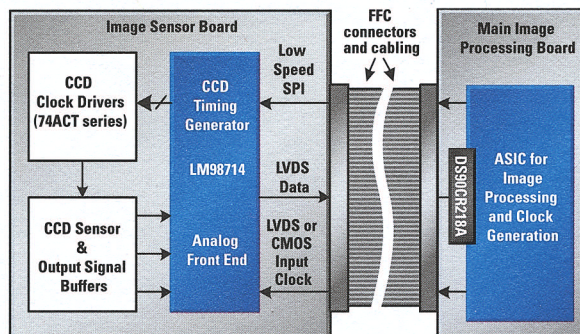 Image Sensor Board
CCD
Clock Drivers
(74ACT series)
CCD Sensor
&
Output Signal
Buffers
CCD
Timing
Generator
LM98714
Analog
Front End
Low
Speed
SPI
LVDS
Data
LVDS or
CMOS
Input
Clock
FFC
connectors
and cabling
Main Image
Processing Board
DS90CR218A
ASIC for
Image
Processing
and Clock
Generation